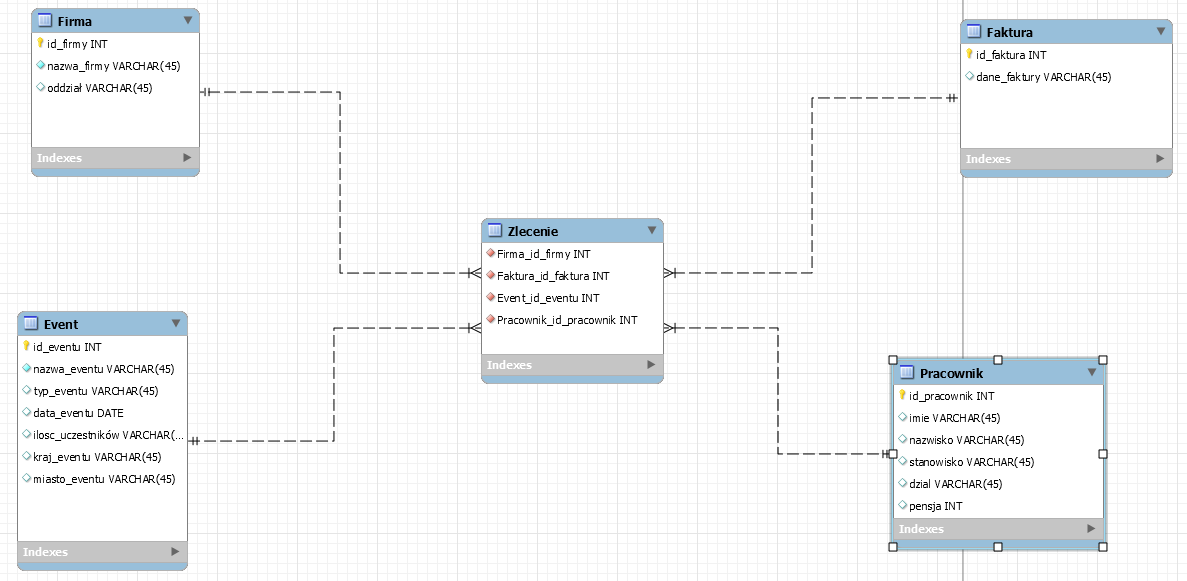 Firma
id_firmy INT
nazwa_firmy VARCHAR(45)
oddział VARCHAR(45)
Indexes
Faktura
id_faktura INT
dane_faktury VARCHAR(45)
Indexes
Zlecenie
Firma_id_firmy INT
Faktura_id_faktura INT
Event_id_eventu INT
Pracownik_id_pracownik INT
Indexes
Event
id_eventu INT
nazwa_eventu VARCHAR(45)
typ_eventu VARCHAR(45)
data_eventu DATE
ilosc_uczestników VARCHAR(...
kraj_eventu VARCHAR(45)
miasto_eventu VARCHAR(45)
Indexes
Pracownik
id_pracownik INT
imie VARCHAR(45)
nazwisko VARCHAR(45)
stanowisko VARCHAR(45)
dzial VARCHAR(45)
pensja INT
Indexes